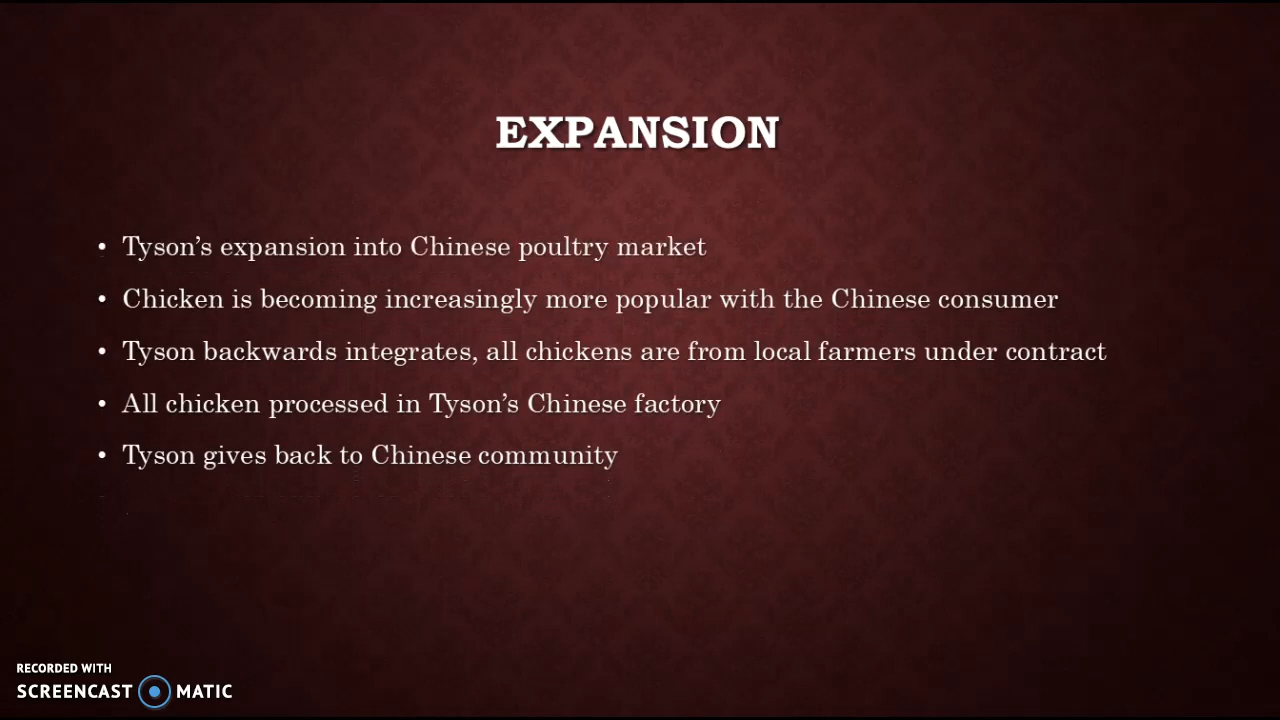 EXPANSION
• Tyson’s expansion into Chinese poultry market
• Chicken is becoming increasingly more popular with the Chinese consumer
• Tyson backwards integrates, all chickens are from local farmers under contract
• All chicken processed in Tyson’s Chinese factory
• Tyson gives back to Chinese community
RECORDED WITH
SCREENCAST MATIC